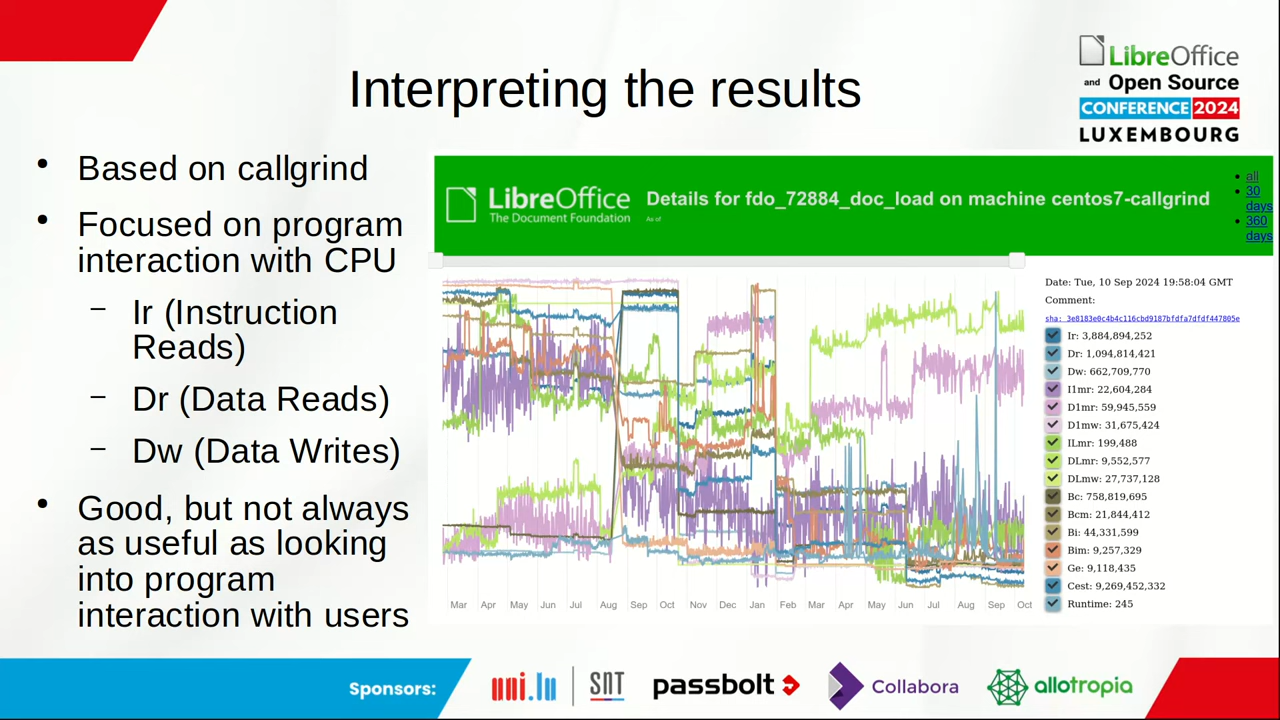 LibreOffice
and Open Source
CONFERENCE 2024
LUXEMBOURG
Interpreting the results
• Based on callgrind
• Focused on program
interaction with CPU
– Ir (Instruction
Reads)
– Dr (Data Reads)
– Dw (Data Writes)
• Good, but not always
as useful as looking
into program
interaction with users
LibreOffice
The Document Foundation
Details for fdo_72884_doc_load on machine centos7-callgrind
As of
• all
• 30
days
• 360
days
Date: Tue, 10 Sep 2024 19:58:04 GMT
Comment:
sha: 3e8183e0c4b4c116cbd9187bfdfa7dfdf447805e
Ir: 3,884,894,252
Dr: 1,094,814,421
Dw: 662,709,770
I1mr: 22,604,284
D1mr: 59,945,559
D1mw: 31,675,424
ILmr: 199,488
DLmr: 9,552,577
DLmw: 27,737,128
Bc: 758,819,695
Bcm: 21,844,412
Bi: 44,331,599
Bim: 9,257,329
Ge: 9,118,435
Cest: 9,269,452,332
Runtime: 245
Mar Apr May Jun Jul Aug Sep Oct Nov Dec Jan Feb Mar Apr May Jun Jul Aug Sep Oct
Sponsors: uni.lu SNT passbolt Collabora allotropia